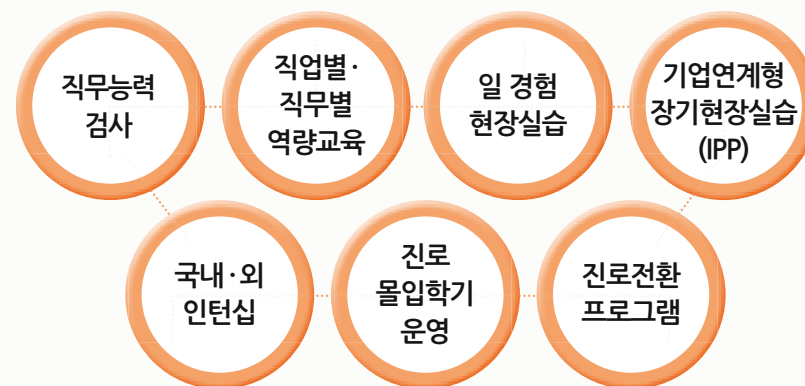 직무능력
검사
직업별·
직무별
역량교육
일 경험
현장실습
기업연계형
장기현장실습
(IPP)
국내·외
인턴십
진로
몰입학기
운영
진로전환
프로그램